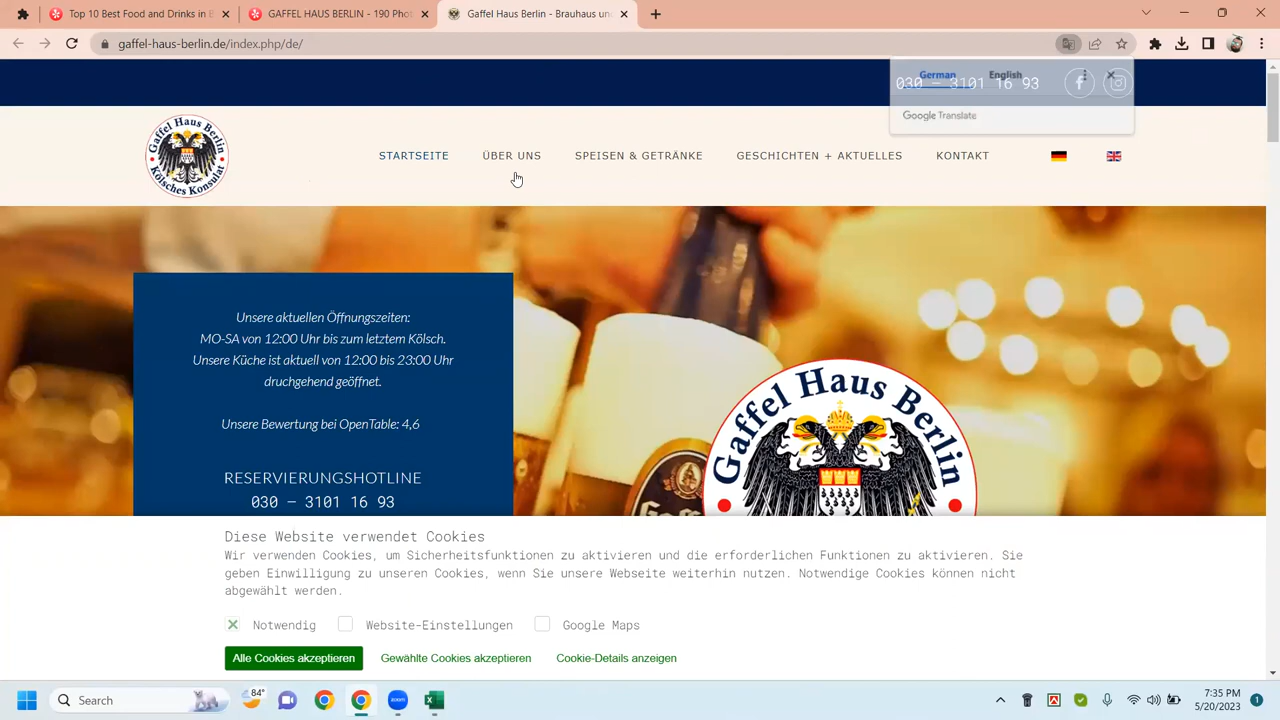 Top 10 Best Food and Drinks in B
GAFFEL HAUS BERLIN - 190 Phot
Gaffel Haus Berlin - Brauhaus un
gaffel-haus-berlin.de/index.php/de/
German
English
030 – 3101 16 93
Google Translate
Gaffel Haus Berlin
Kölsches Konsulat
STARTSEITE
ÜBER UNS
SPEISEN & GETRÄNKE
GESCHICHTEN + AKTUELLES
KONTAKT
Unsere aktuellen Öffnungszeiten:
MO-SA von 12:00 Uhr bis zum letztem Kölsch.
Unsere Küche ist aktuell von 12:00 bis 23:00 Uhr
druchgehend geöffnet.
Unsere Bewertung bei OpenTable: 4,6
RESERVIERUNGSHOTLINE
030 – 3101 16 93
Gaffel Haus Berlin
Diese Website verwendet Cookies
Wir verwenden Cookies, um Sicherheitsfunktionen zu aktivieren und die erforderlichen Funktionen zu aktivieren. Sie
geben Einwilligung zu unseren Cookies, wenn Sie unsere Webseite weiterhin nutzen. Notwendige Cookies können nicht
abgewählt werden.
Notwendig
Website-Einstellungen
Google Maps
Alle Cookies akzeptieren
Gewählte Cookies akzeptieren
Cookie-Details anzeigen
Search
84°
zoom
7:35 PM
5/20/2023
1